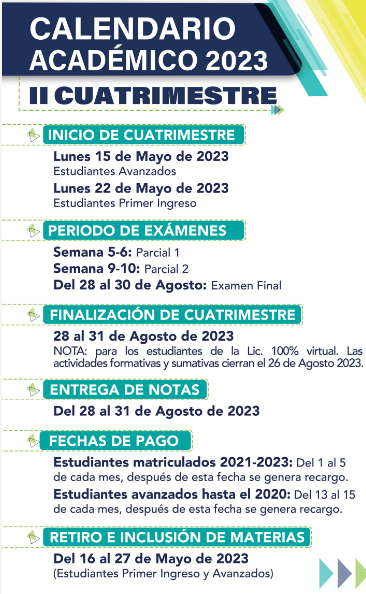 CALENDARIO
ACADÉMICO 2023
II CUATRIMESTRE
INICIO DE CUATRIMESTRE
Lunes 15 de Mayo de 2023
Estudiantes Avanzados
Lunes 22 de Mayo de 2023
Estudiantes Primer Ingreso
PERIODO DE EXÁMENES
Semana 5-6: Parcial 1
Semana 9-10: Parcial 2
Del 28 al 30 de Agosto: Examen Final
FINALIZACIÓN DE CUATRIMESTRE
28 al 31 de Agosto de 2023
NOTA: para los estudiantes de la Lic. 100% virtual. Las
actividades formativas y sumativas cierran el 26 de Agosto 2023.
ENTREGA DE NOTAS
Del 28 al 31 de Agosto de 2023
FECHAS DE PAGO
Estudiantes matriculados 2021-2023: Del 1 al 5
de cada mes, después de esta fecha se genera recargo.
Estudiantes avanzados hasta el 2020: Del 13 al 15
de cada mes, después de esta fecha se genera recargo.
RETIRO E INCLUSIÓN DE MATERIAS
Del 16 al 27 de Mayo de 2023
(Estudiantes Primer Ingreso y Avanzados)